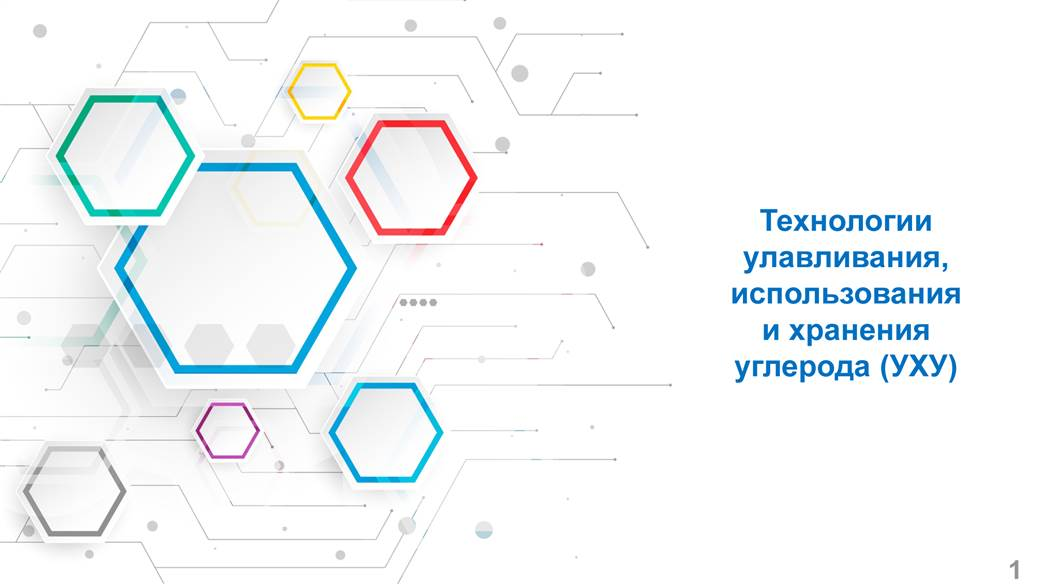 Технологии
улавливания,
использования
и хранения
углерода (УХУ)
1